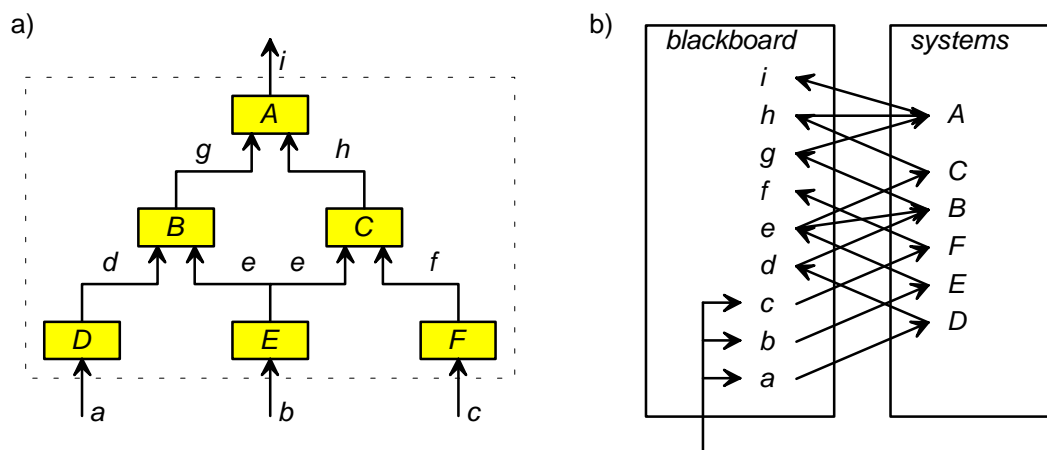 a)
i
A
g h
B C
d e e f
D E F
a b c
b)
blackboard systems
i
h A
g
f C
e B
d F
c E
b D
a